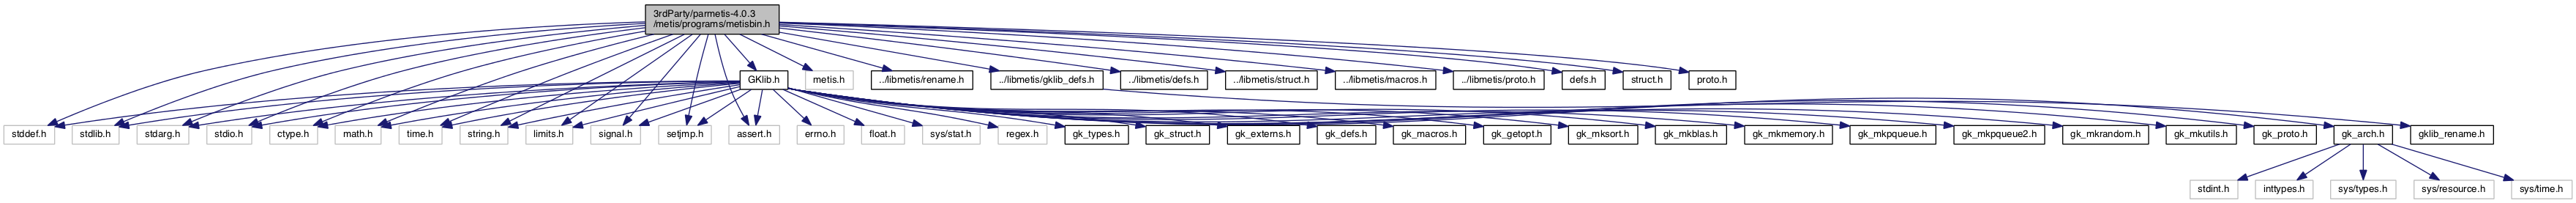 3rdParty/parmetis-4.0.3
/metis/programs/metisbin.h
GKlib.h
metis.h
../libmetis/rename.h
../libmetis/gklib_defs.h
../libmetis/defs.h
../libmetis/struct.h
../libmetis/macros.h
../libmetis/proto.h
defs.h
struct.h
proto.h
stddef.h
stdlib.h
stdarg.h
stdio.h
ctype.h
math.h
time.h
string.h
limits.h
signal.h
setjmp.h
assert.h
errno.h
float.h
sys/stat.h
regex.h
gk_types.h
gk_struct.h
gk_externs.h
gk_defs.h
gk_macros.h
gk_getopt.h
gk_mksort.h
gk_mkblas.h
gk_mkmemory.h
gk_mkpqueue.h
gk_mkpqueue2.h
gk_mkrandom.h
gk_mkutils.h
gk_proto.h
gk_arch.h
gklib_rename.h
stdint.h
inttypes.h
sys/types.h
sys/resource.h
sys/time.h